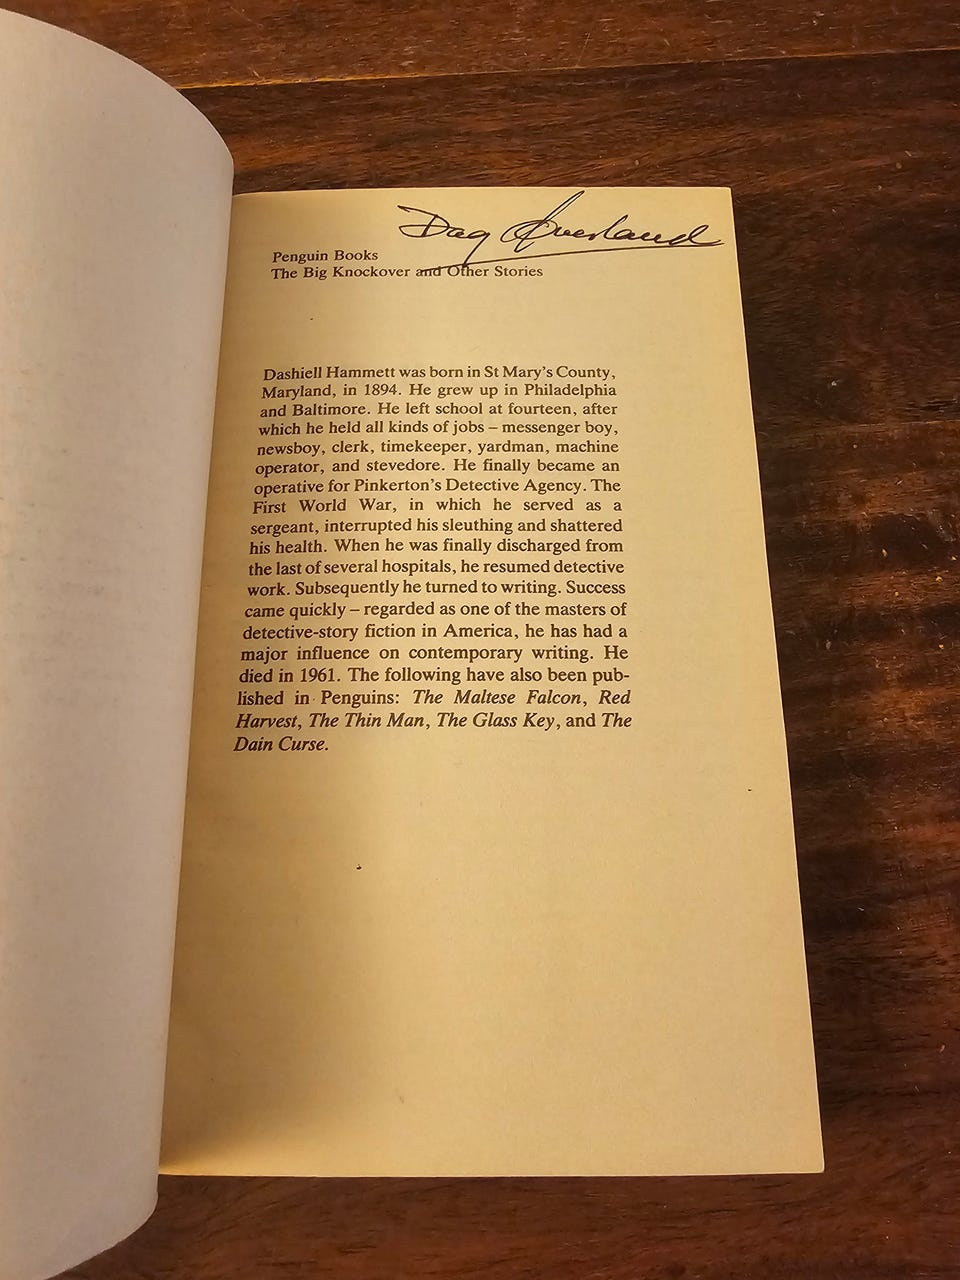 Dag Øverland
Penguin Books
The Big Knockover and Other Stories
Dashiell Hammett was born in St Mary's County,
Maryland, in 1894. He grew up in Philadelphia
and Baltimore. He left school at fourteen, after
which he held all kinds of jobs – messenger boy,
newsboy, clerk, timekeeper, yardman, machine
operator, and stevedore. He finally became an
operative for Pinkerton's Detective Agency. The
First World War, in which he served as a
sergeant, interrupted his sleuthing and shattered
his health. When he was finally discharged from
the last of several hospitals, he resumed detective
work. Subsequently he turned to writing. Success
came quickly – regarded as one of the masters of
detective-story fiction in America, he has had a
major influence on contemporary writing. He
died in 1961. The following have also been pub-
lished in Penguins: The Maltese Falcon, Red
Harvest, The Thin Man, The Glass Key, and The
Dain Curse.